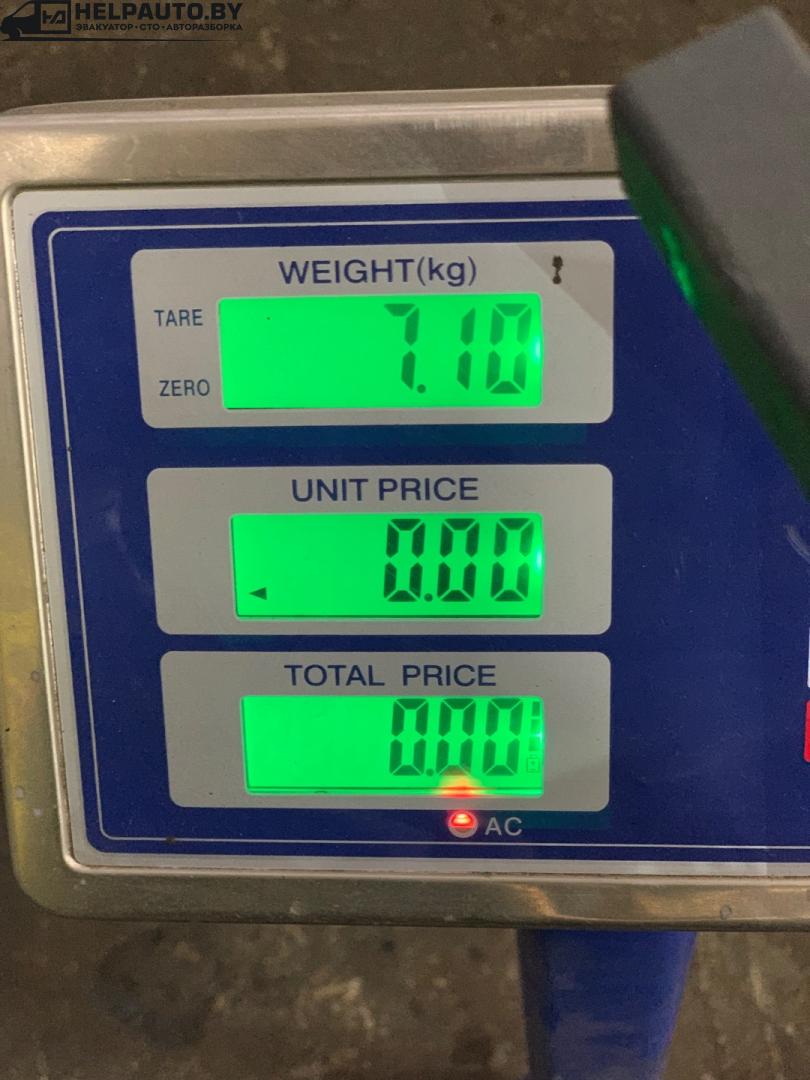 HELPAUTO.BY
ЭВАКУАТОР • СТО • АВТОРАЗБОРКА
WEIGHT(kg)
TARE
7.10
ZERO
UNIT PRICE
0.00
TOTAL PRICE
0.00
AC